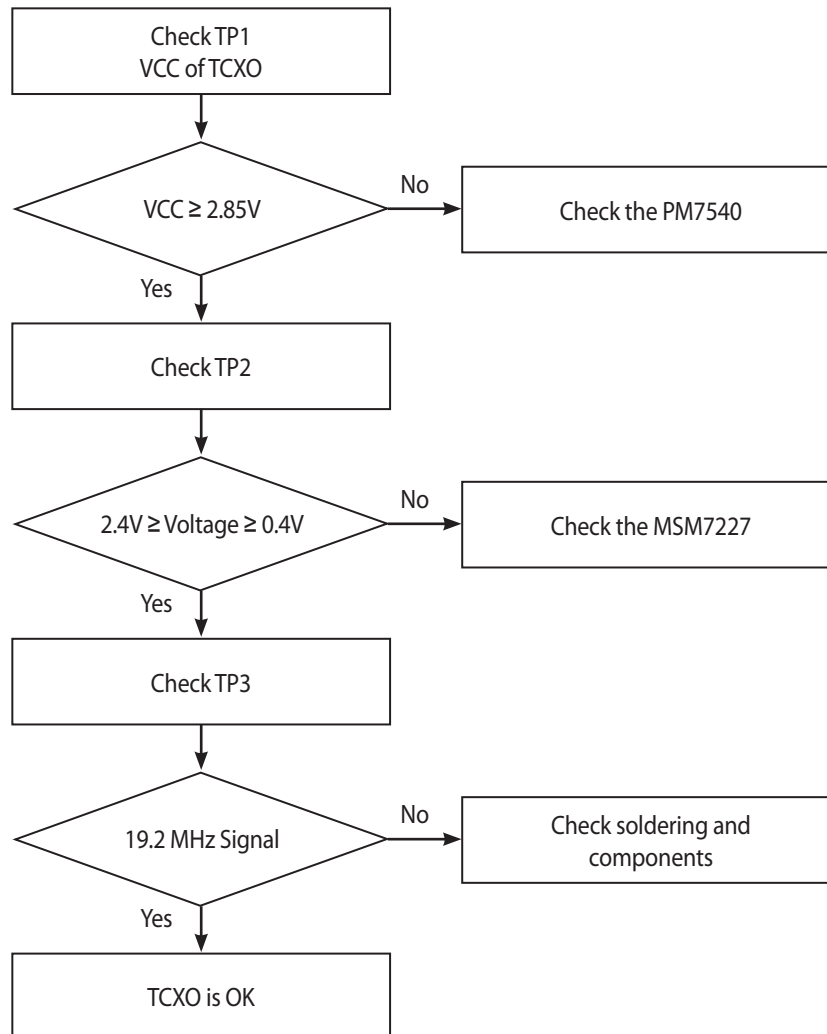 Check TP1
VCC of TCXO
VCC ≥ 2.85V
No
Check the PM7540
Yes
Check TP2
2.4V ≥ Voltage ≥ 0.4V
No
Check the MSM7227
Yes
Check TP3
19.2 MHz Signal
No
Check soldering and
components
Yes
TCXO is OK